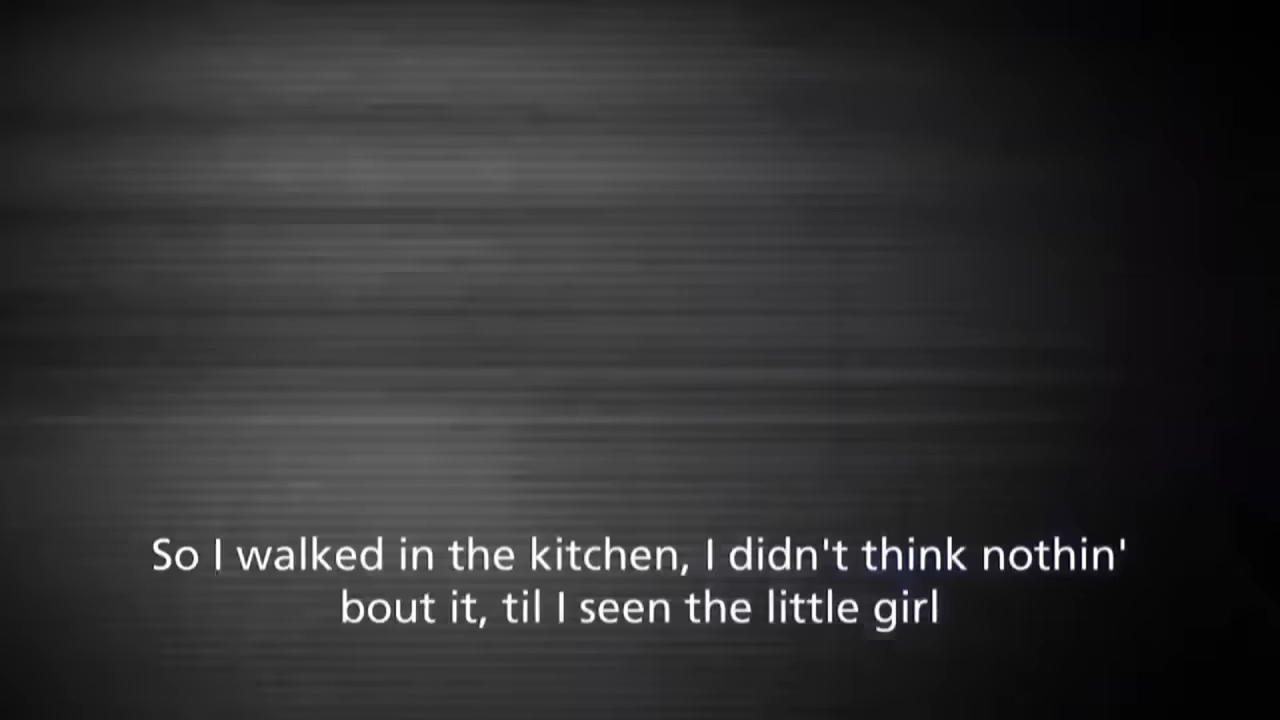 So I walked in the kitchen, I didn't think nothin'
bout it, til I seen the little girl